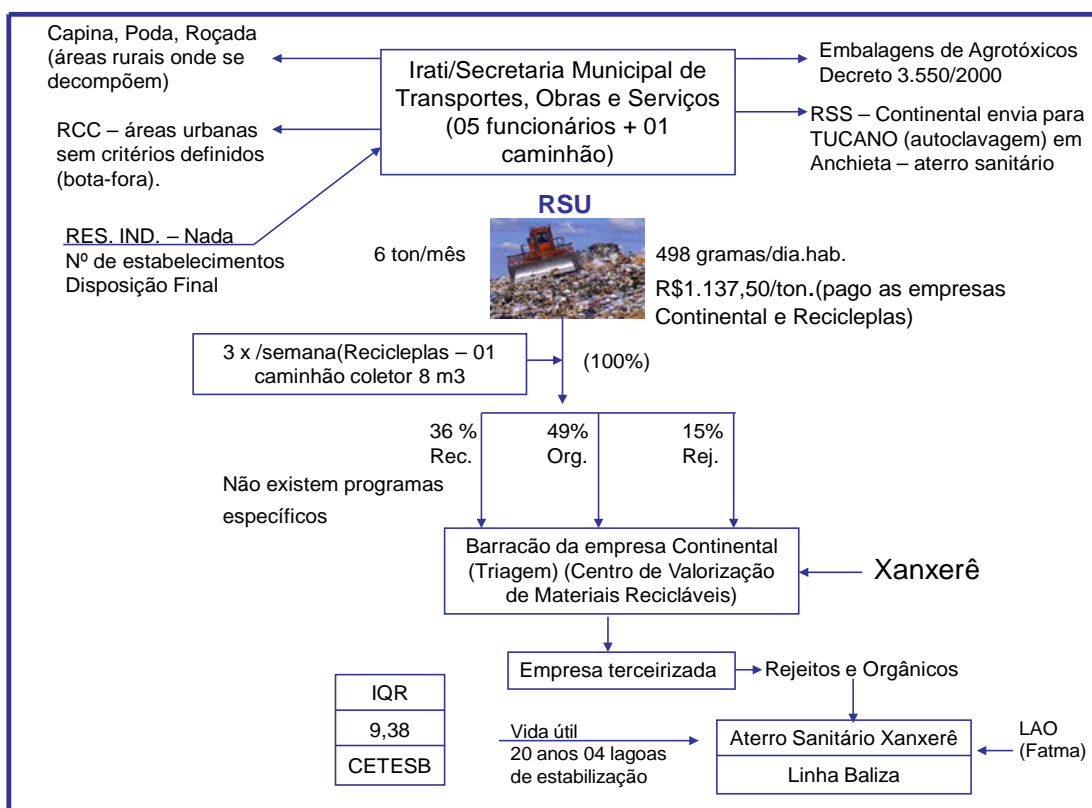 Capina, Poda, Roçada
(áreas rurais onde se
decompõem)
Irati/Secretaria Municipal de
Transportes, Obras e Serviços
(05 funcionários + 01
caminhão)
Embalagens de Agrotóxicos
Decreto 3.550/2000
RCC – áreas urbanas
sem critérios definidos
(bota-fora).
RSS – Continental envia para
TUCANO (autoclavagem) em
Anchieta – aterro sanitário
RES. IND. – Nada
Nº de estabelecimentos
Disposição Final
RSU
6 ton/mês
498 gramas/dia.hab.
R$1.137,50/ton.(pago as empresas
Continental e Recicleplas)
3 x /semana(Recicleplas – 01
caminhão coletor 8 m3
(100%)
36 %
Rec.
49%
Org.
15%
Rej.
Não existem programas
específicos
Barracão da empresa Continental
(Triagem) (Centro de Valorização
de Materiais Recicláveis)
Xanxerê
Empresa terceirizada
Rejeitos e Orgânicos
IQR
9,38
CETESB
Vida útil
20 anos 04 lagoas
de estabilização
Aterro Sanitário Xanxerê
Linha Baliza
LAO
(Fatma)